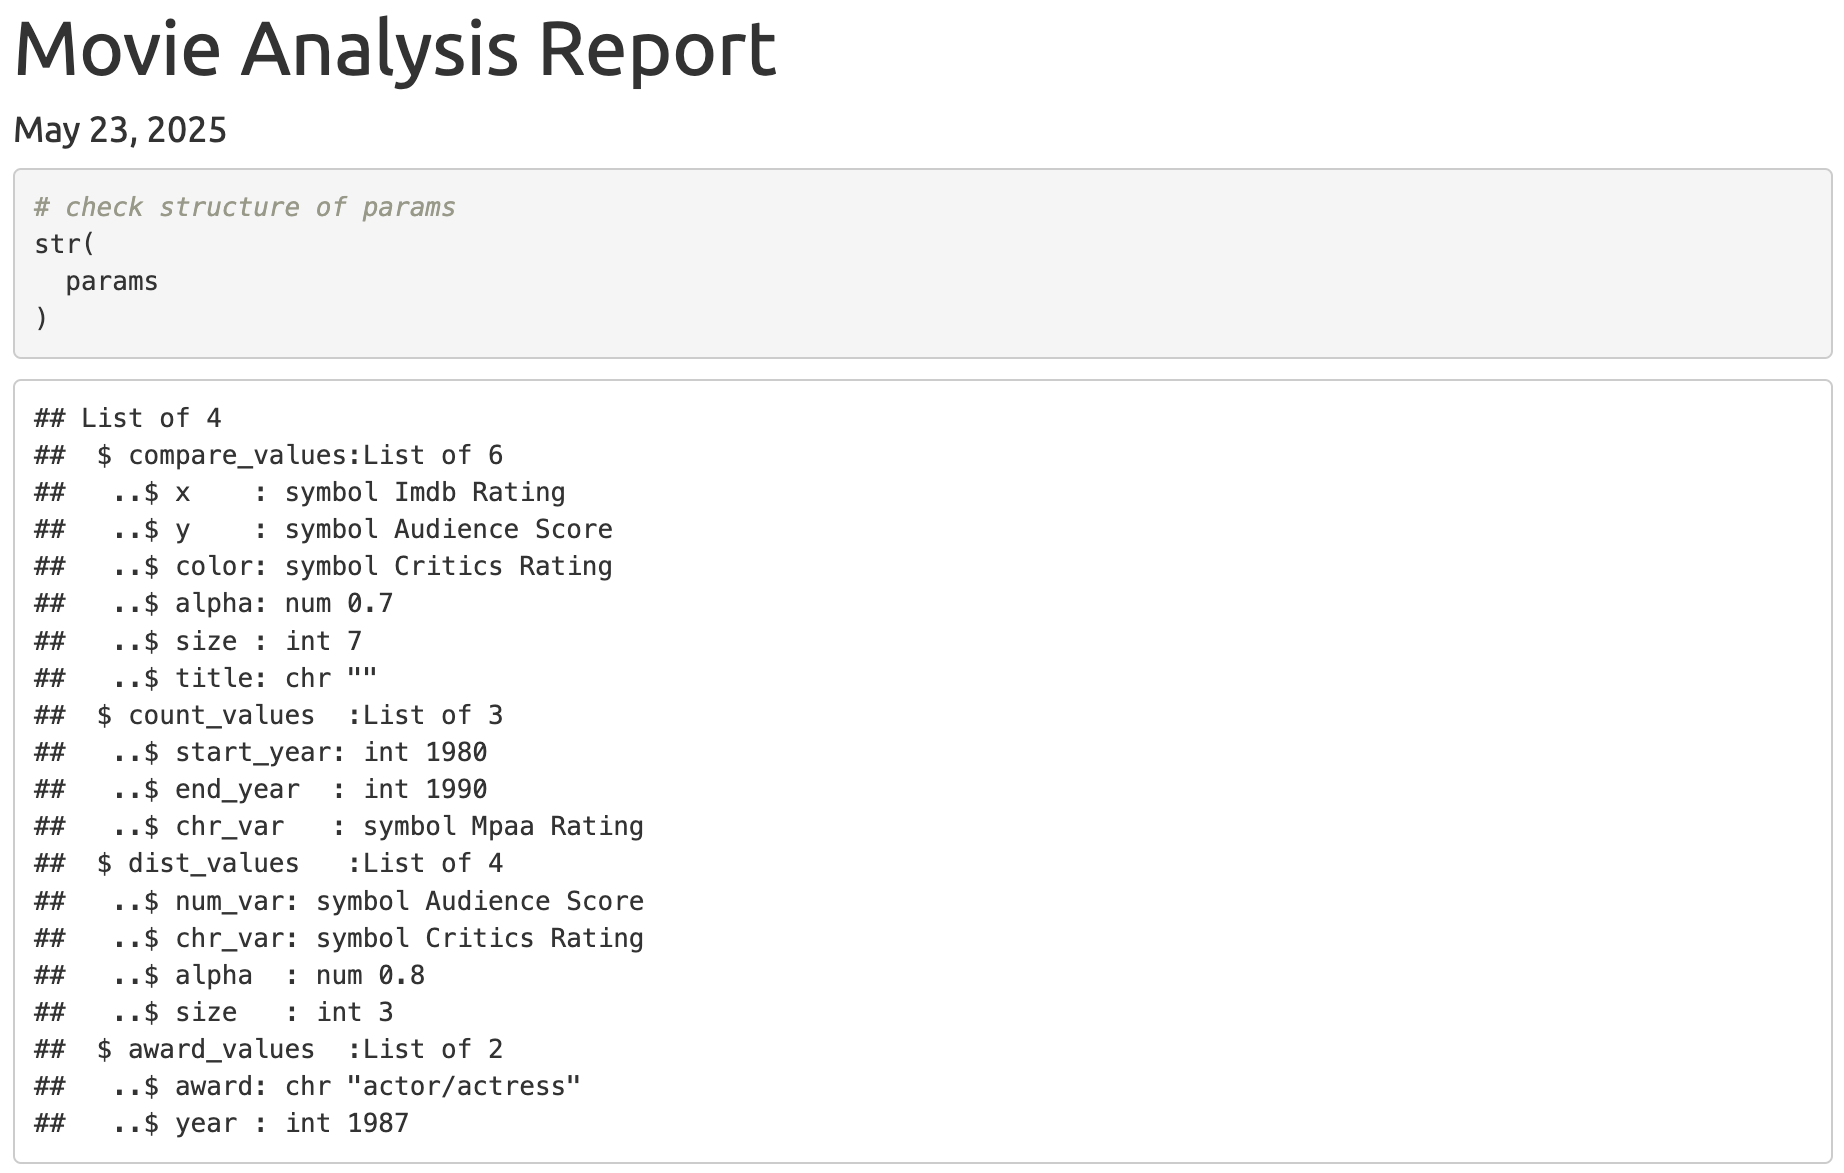 Movie Analysis Report
May 23, 2025
# check structure of params
str(
  params
)
## List of 4
##  $ compare_values:List of 6
##   ..$ x    : symbol Imdb Rating
##   ..$ y    : symbol Audience Score
##   ..$ color: symbol Critics Rating
##   ..$ alpha: num 0.7
##   ..$ size : int 7
##   ..$ title: chr ""
##  $ count_values  :List of 3
##   ..$ start_year: int 1980
##   ..$ end_year  : int 1990
##   ..$ chr_var   : symbol Mpaa Rating
##  $ dist_values   :List of 4
##   ..$ num_var: symbol Audience Score
##   ..$ chr_var: symbol Critics Rating
##   ..$ alpha  : num 0.8
##   ..$ size   : int 3
##  $ award_values  :List of 2
##   ..$ award: chr "actor/actress"
##   ..$ year : int 1987